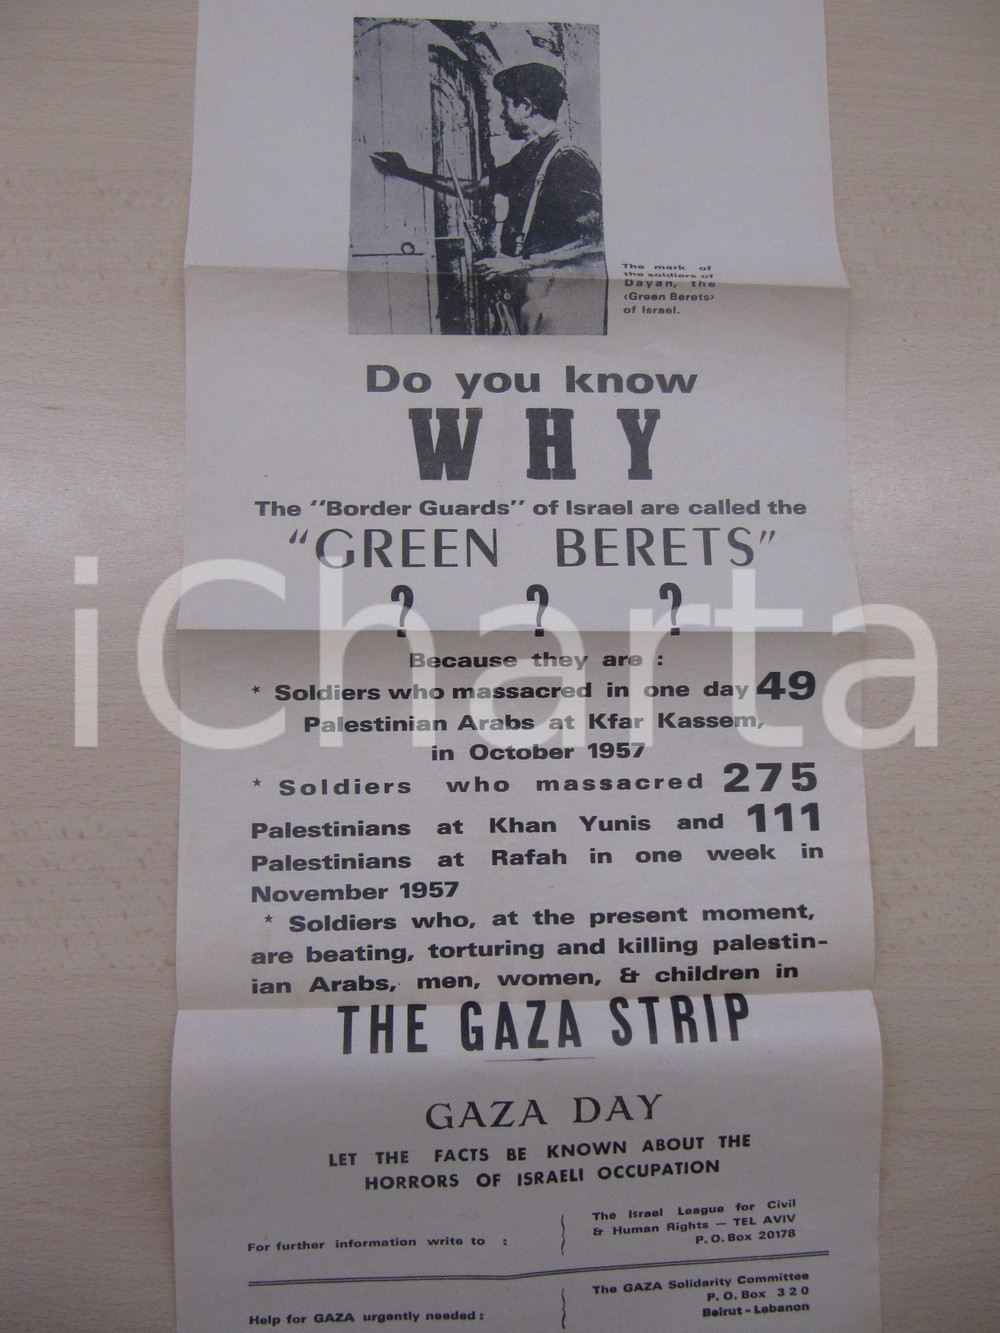 The mark of
the soldiers of
Dayan, the
‹Green Berets›
of Israel.
Do you know
WHY
The "Border Guards" of Israel are called the
"GREEN BERETS"
? ? ?
iCharta
Because they are :
* Soldiers who massacred in one day 49
Palestinian Arabs at Kfar Kassem,
in October 1957
* Soldiers who massacred 275
Palestinians at Khan Yunis and 111
Palestinians at Rafah in one week in
November 1957
* Soldiers who, at the present moment,
are beating, torturing and killing palestin-
ian Arabs, men, women, & children in
THE GAZA STRIP
GAZA DAY
LET THE FACTS BE KNOWN ABOUT THE
HORRORS OF ISRAELI OCCUPATION
For further information write to :
The Israel League for Civil
& Human Rights — TEL AVIV
P.O.Box 20178
Help for GAZA urgently needed :
The GAZA Solidarity Committee
P.O.Box 320
Beirut - Lebanon